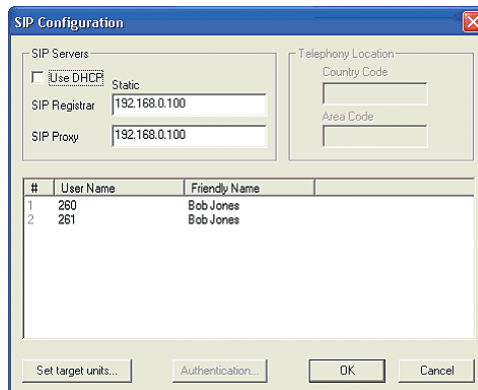 SIP Configuration
SIP Servers
Use DHCP
Static
SIP Registrar 192.168.0.100
SIP Proxy 192.168.0.100
Telephony Location
Country Code
Area Code
# User Name Friendly Name
1 260 Bob Jones
2 261 Bob Jones
Set target units... Authentication... OK Cancel